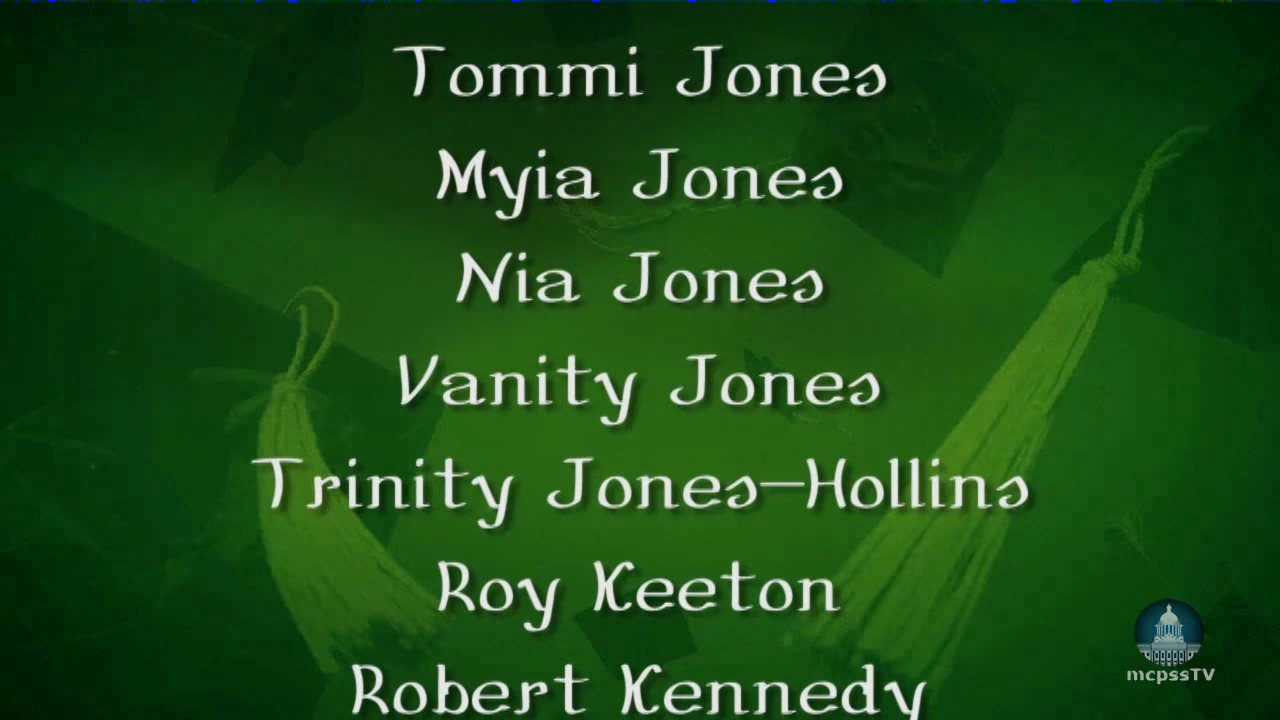 Tommi Jones
Myia Jones
Nia Jones
Vanity Jones
Trinity Jones-Hollins
Roy Keeton
Robert Kennedy
mcpssTV